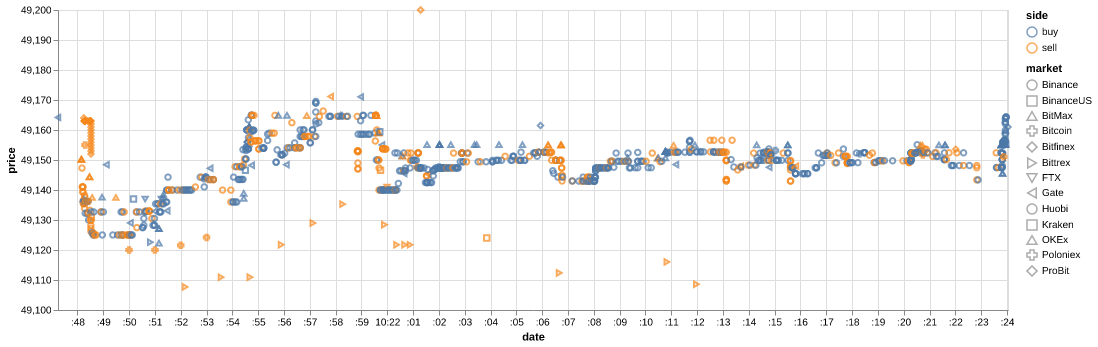 49,200
49,190
49,180
49,170
49,160
49,150
49,140
49,130
49,120
49,110
49,100
price
:48 :49 :50 :51 :52 :53 :54 :55 :56 :57 :58 :59 10:22 :01 :02 :03 :04 :05 :06 :07 :08 :09 :10 :11 :12 :13 :14 :15 :16 :17 :18 :19 :20 :21 :22 :23 :24
date
side
buy
sell
market
Binance
BinanceUS
BitMax
Bitcoin
Bitfinex
Bittrex
FTX
Gate
Huobi
Kraken
OKEx
Poloniex
ProBit